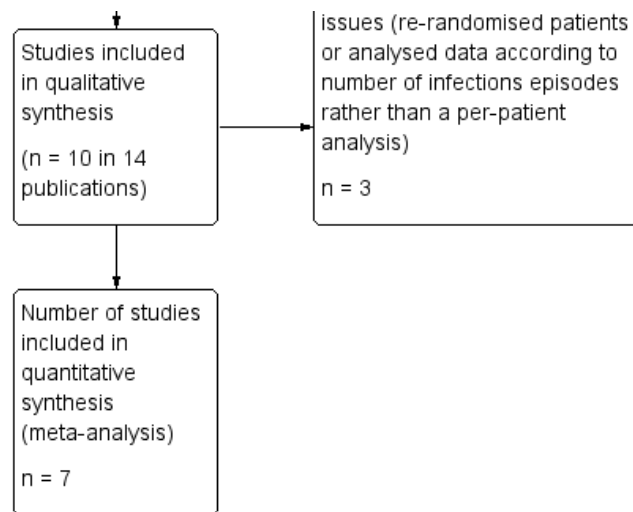 Studies included
in qualitative
synthesis
(n = 10 in 14
publications)
issues (re-randomised patients
or analysed data according to
number of infections episodes
rather than a per-patient
analysis)
n = 3
Number of studies
included in
quantitative
synthesis
(meta-analysis)
n = 7